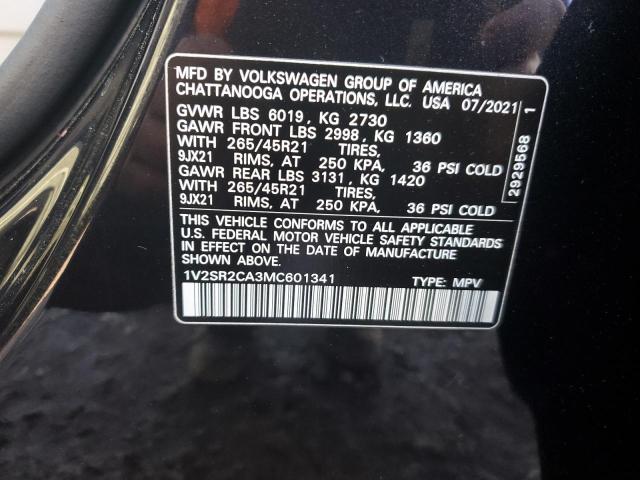 MFD BY VOLKSWAGEN GROUP OF AMERICA
CHATTANOOGA OPERATIONS, LLC. USA 07/2021
GVWR LBS 6019, KG 2730
GAWR FRONT LBS 2998, KG 1360
WITH 265/45R21 TIRES,
9JX21 RIMS, AT 250 KPA, 36 PSI COLD
GAWR REAR LBS 3131, KG 1420
WITH 265/45R21 TIRES,
9JX21 RIMS, AT 250 KPA, 36 PSI COLD
THIS VEHICLE CONFORMS TO ALL APPLICABLE
U.S. FEDERAL MOTOR VEHICLE SAFETY STANDARDS
IN EFFECT ON THE DATE OF MANUFACTURE
SHOWN ABOVE.
1V2SR2CA3MC601341 TYPE: MPV
2929568 1